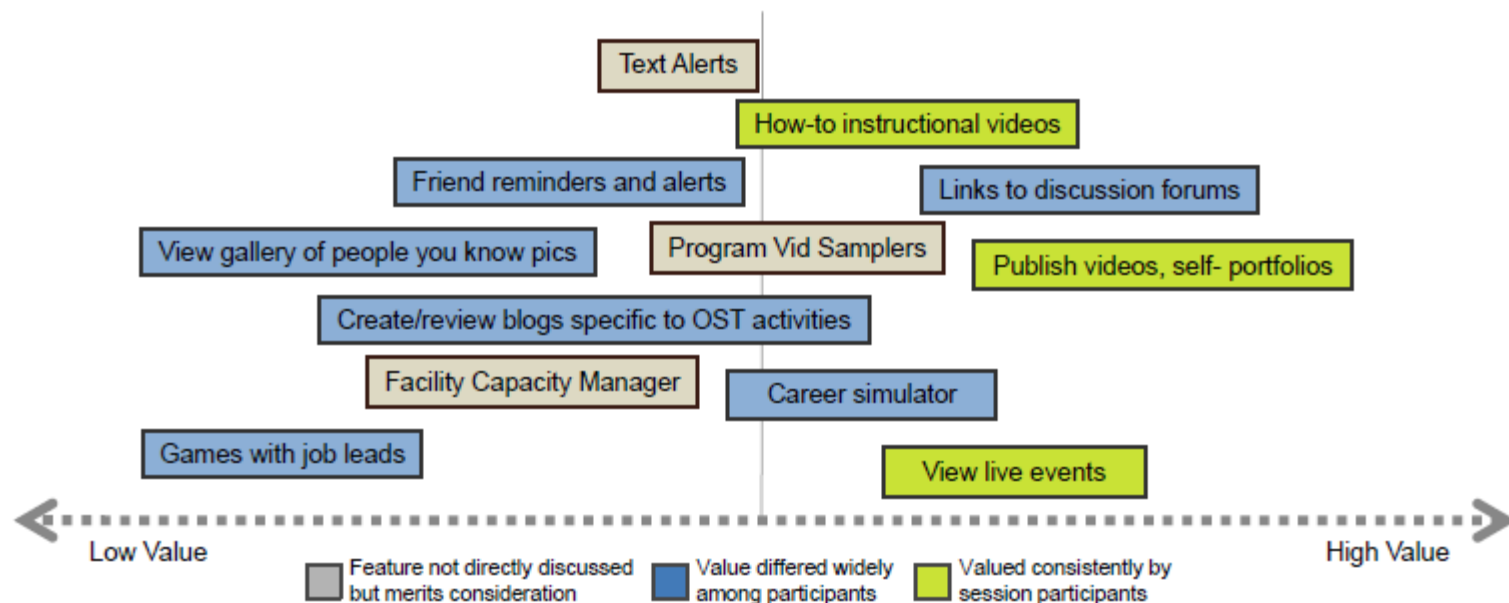 Text Alerts
How-to instructional videos
Friend reminders and alerts
Links to discussion forums
View gallery of people you know pics
Program Vid Samplers
Publish videos, self- portfolios
Create/review blogs specific to OST activities
Facility Capacity Manager
Career simulator
Games with job leads
View live events
Low Value
High Value
Feature not directly discussed
but merits consideration
Value differed widely
among participants
Valued consistently by
session participants